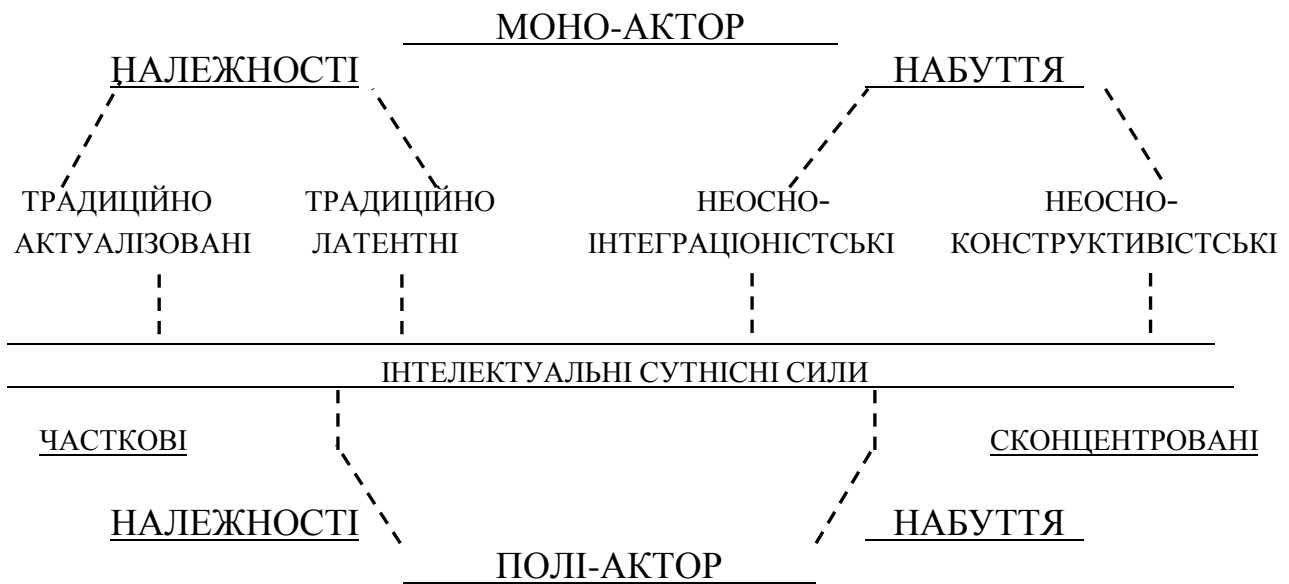 МОНО-АКТОР
НАЛЕЖНОСТІ НАБУТТЯ
ТРАДИЦІЙНО ТРАДИЦІЙНО НЕОСНО- НЕОСНО-
АКТУАЛІЗОВАНІ ЛАТЕНТНІ ІНТЕГРАЦІОНІСТСЬКІ КОНСТРУКТИВІСТСЬКІ
ІНТЕЛЕКТУАЛЬНІ СУТНІСНІ СИЛИ
ЧАСТКОВІ СКОНЦЕНТРОВАНІ
НАЛЕЖНОСТІ НАБУТТЯ
ПОЛІ-АКТОР